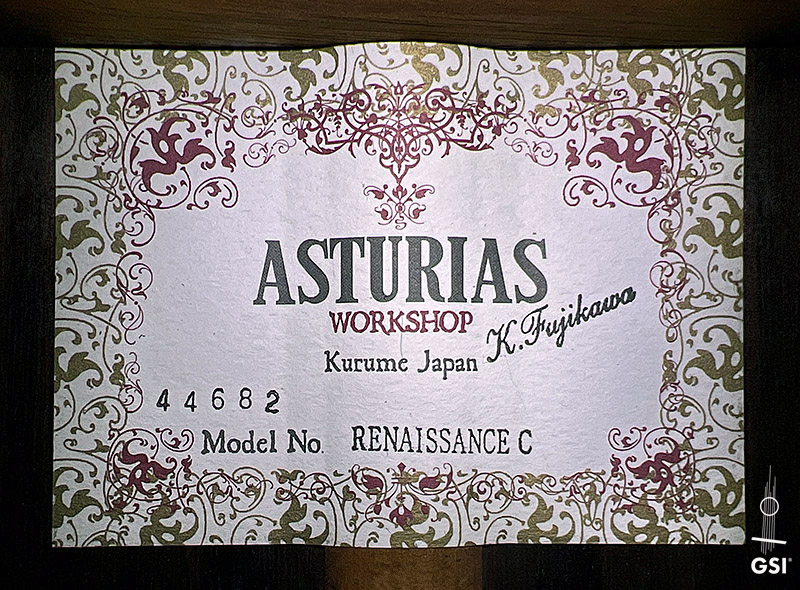 ASTURIAS
WORKSHOP
K. Fujikawa
Kurume Japan
44682
Model No. RENAISSANCE C
GSI®